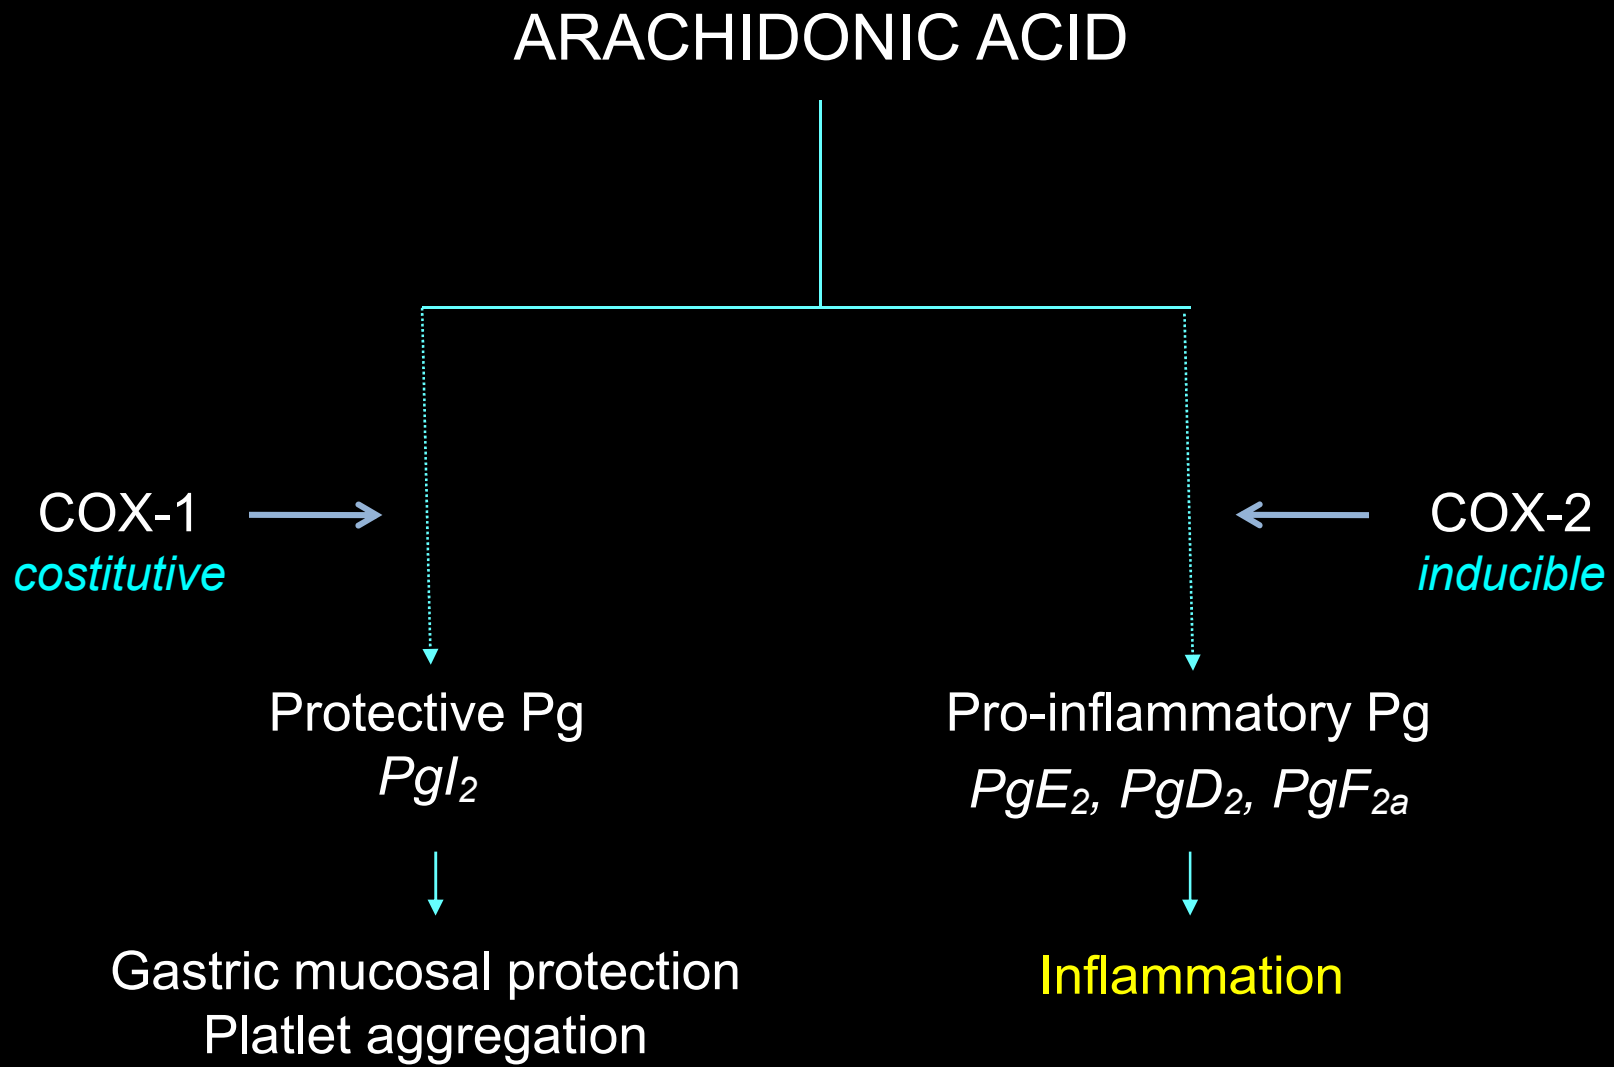 ARACHIDONIC ACID
COX-1
costitutive
COX-2
inducible
Protective Pg
PgI₂
Pro-inflammatory Pg
PgE₂, PgD₂, PgF₂a
Gastric mucosal protection
Platlet aggregation
Inflammation